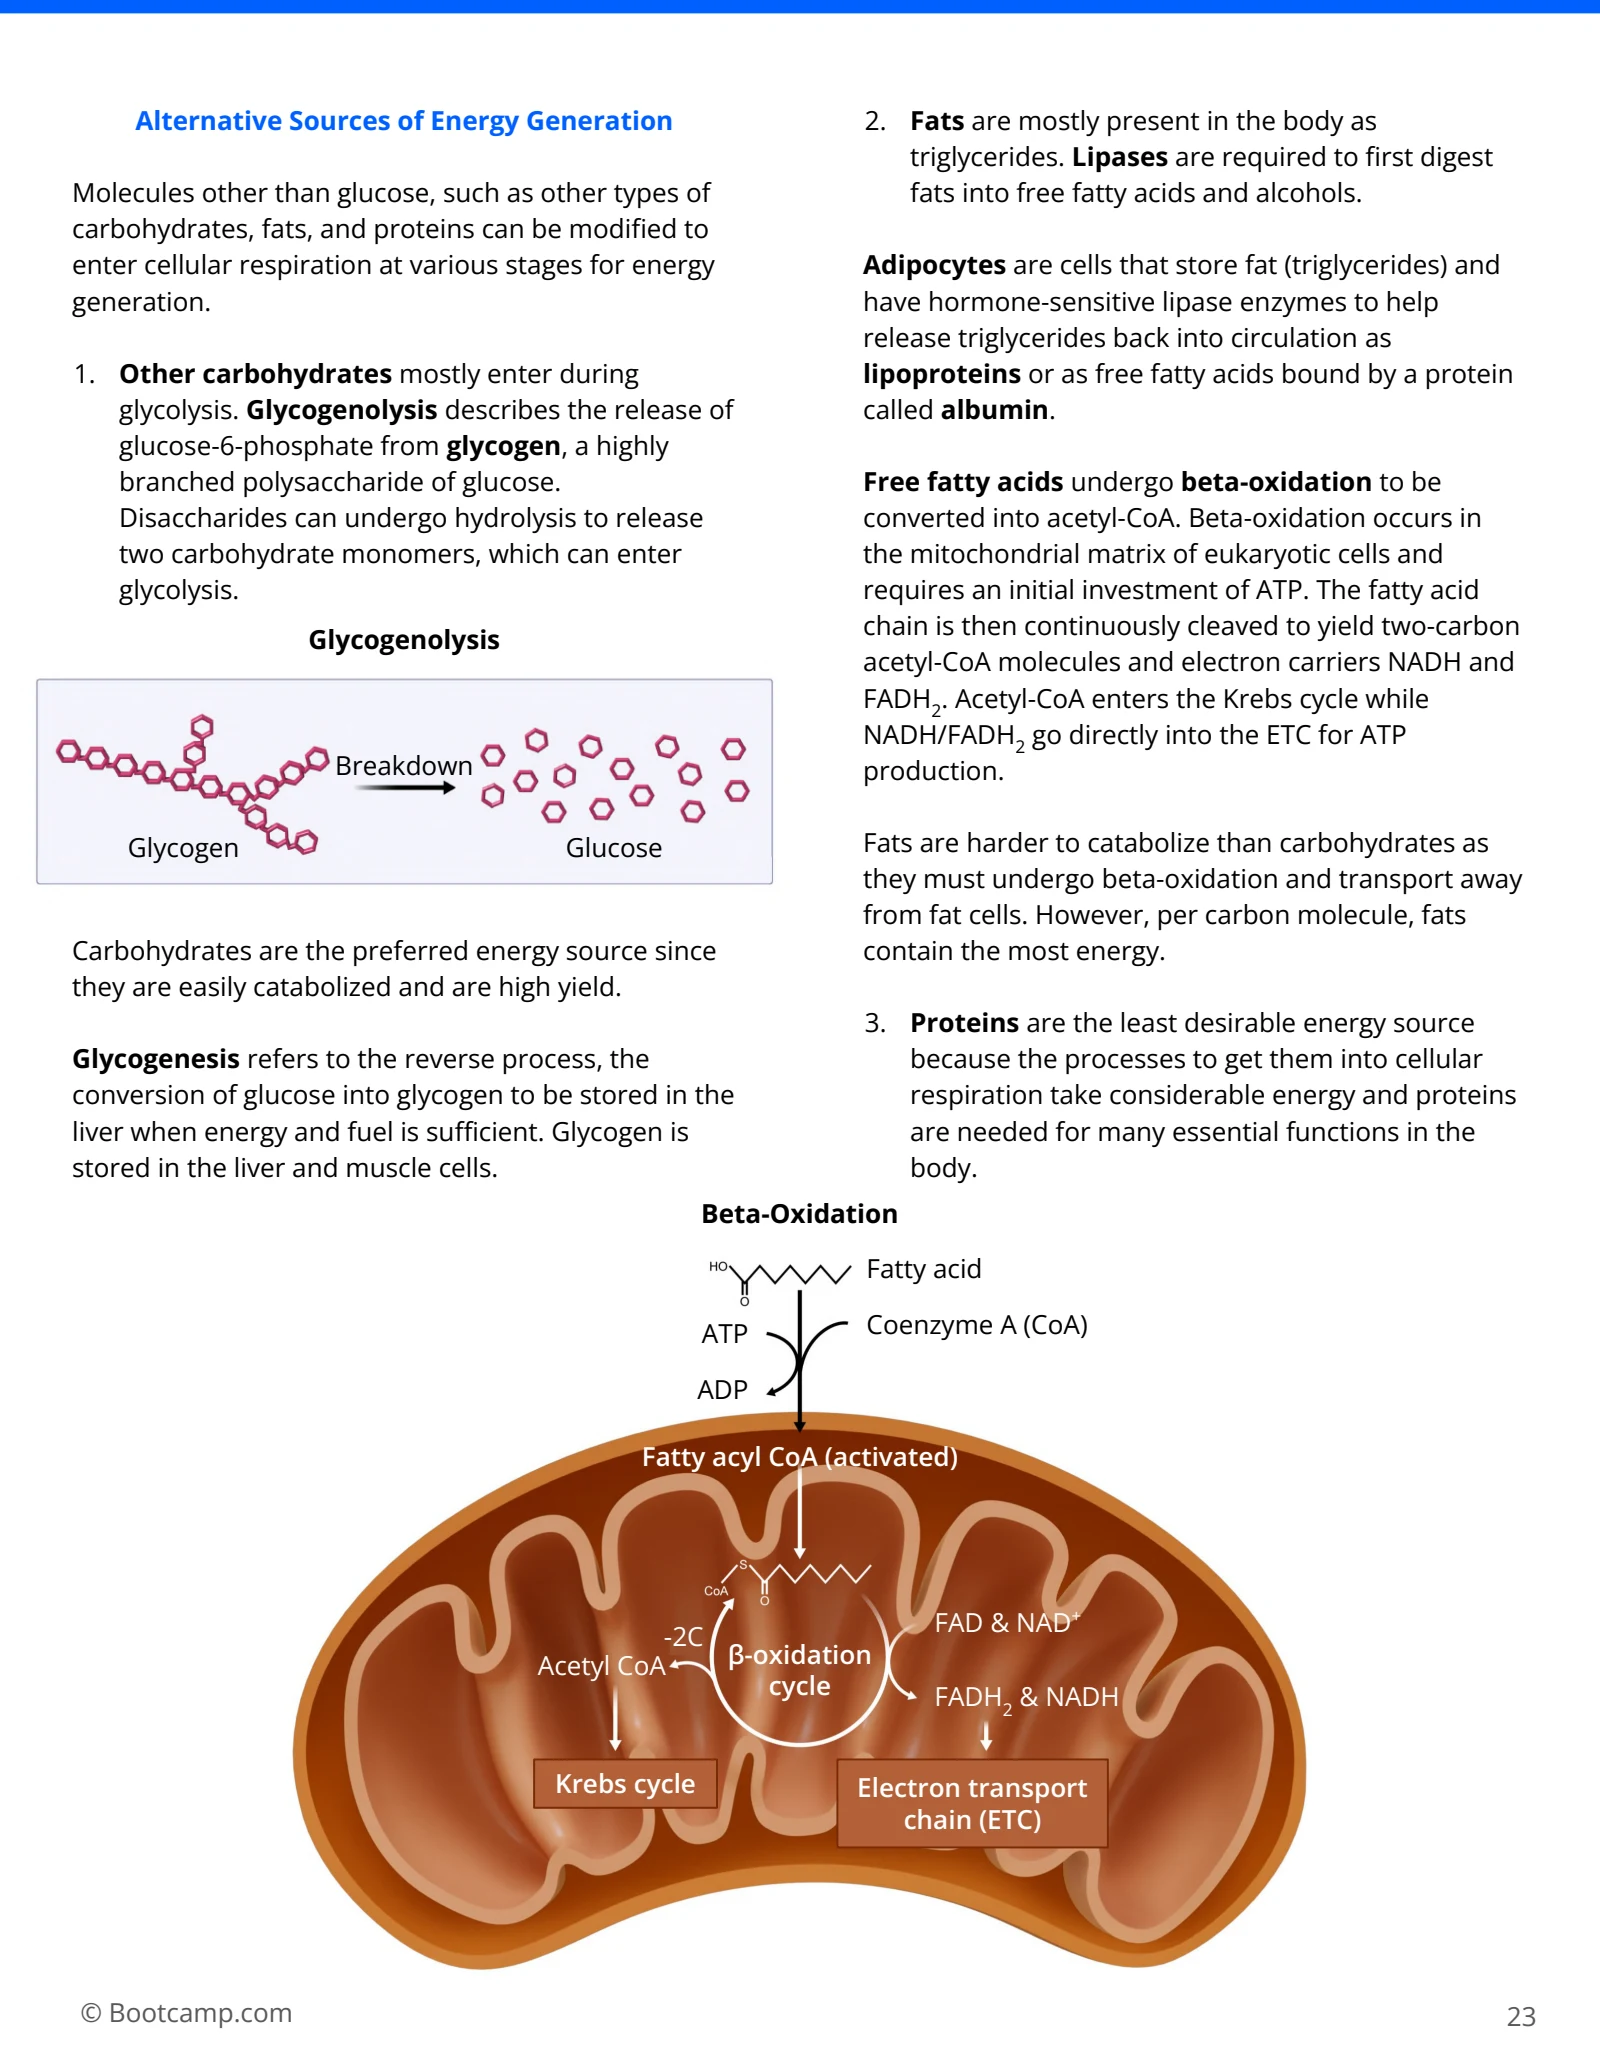 Alternative Sources of Energy Generation
Molecules other than glucose, such as other types of
carbohydrates, fats, and proteins can be modified to
enter cellular respiration at various stages for energy
generation.
1. Other carbohydrates mostly enter during
glycolysis. Glycogenolysis describes the release of
glucose-6-phosphate from glycogen, a highly
branched polysaccharide of glucose.
Disaccharides can undergo hydrolysis to release
two carbohydrate monomers, which can enter
glycolysis.
Glycogenolysis
Breakdown
Glycogen
Glucose
Carbohydrates are the preferred energy source since
they are easily catabolized and are high yield.
Glycogenesis refers to the reverse process, the
conversion of glucose into glycogen to be stored in the
liver when energy and fuel is sufficient. Glycogen is
stored in the liver and muscle cells.
2. Fats are mostly present in the body as
triglycerides. Lipases are required to first digest
fats into free fatty acids and alcohols.
Adipocytes are cells that store fat (triglycerides) and
have hormone-sensitive lipase enzymes to help
release triglycerides back into circulation as
lipoproteins or as free fatty acids bound by a protein
called albumin.
Free fatty acids undergo beta-oxidation to be
converted into acetyl-CoA. Beta-oxidation occurs in
the mitochondrial matrix of eukaryotic cells and
requires an initial investment of ATP. The fatty acid
chain is then continuously cleaved to yield two-carbon
acetyl-CoA molecules and electron carriers NADH and
FADH₂. Acetyl-CoA enters the Krebs cycle while
NADH/FADH₂ go directly into the ETC for ATP
production.
Fats are harder to catabolize than carbohydrates as
they must undergo beta-oxidation and transport away
from fat cells. However, per carbon molecule, fats
contain the most energy.
3. Proteins are the least desirable energy source
because the processes to get them into cellular
respiration take considerable energy and proteins
are needed for many essential functions in the
body.
Beta-Oxidation
HO
O
Fatty acid
ATP
Coenzyme A (CoA)
ADP
Fatty acyl CoA (activated)
S
CoA
O
FAD & NAD⁺
-2C
Acetyl CoA
β-oxidation
cycle
FADH₂ & NADH
Krebs cycle
Electron transport
chain (ETC)
© Bootcamp.com
23